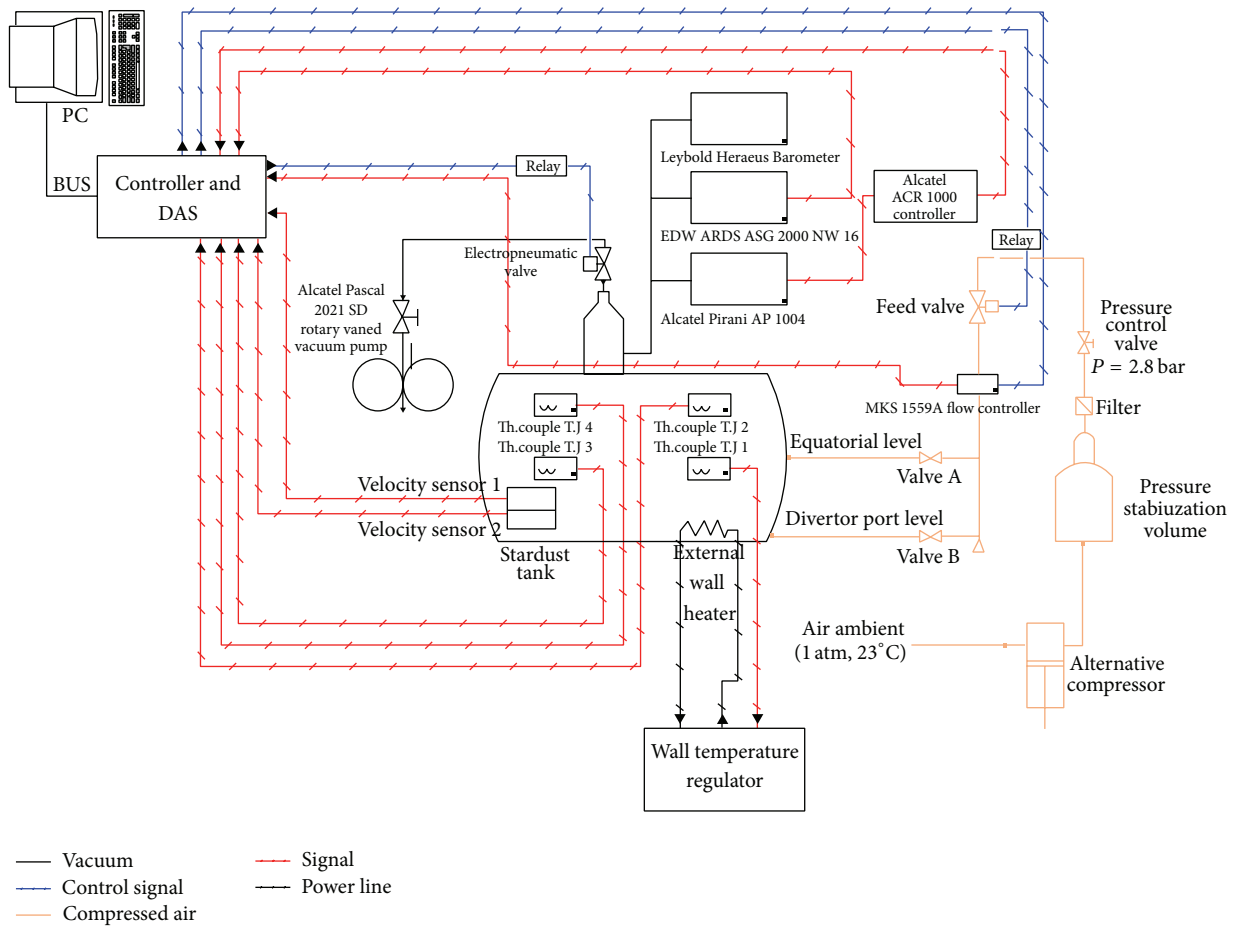 PC
BUS
Controller and
DAS
Relay
Leybold Heraeus Barometer
EDW ARDS ASG 2000 NW 16
Alcatel Pirani AP 1004
Alcatel
ACR 1000
controller
Relay
Electropneumatic
valve
Alcatel Pascal
2021 SD
rotary vaned
vacuum pump
Feed valve
Pressure
control
valve
P = 2.8 bar
MKS 1559A flow controller
Filter
Th.couple T.J 4
Th.couple T.J 3
Th.couple T.J 2
Th.couple T.J 1
Equatorial level
Valve A
Velocity sensor 1
Velocity sensor 2
Pressure
stabiuzation
volume
Divertor port level
Valve B
Stardust
tank
External
wall
heater
Air ambient
(1 atm, 23°C)
Alternative
compressor
Wall temperature
regulator
Vacuum
Control signal
Compressed air
Signal
Power line